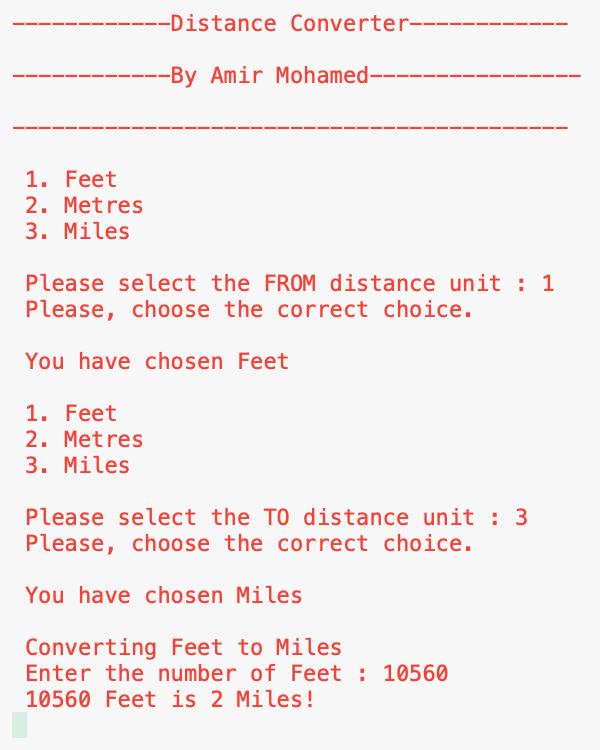 ------------Distance Converter------------
------------By Amir Mohamed----------------
------------------------------------------
1. Feet
2. Metres
3. Miles
Please select the FROM distance unit : 1
Please, choose the correct choice.
You have chosen Feet
1. Feet
2. Metres
3. Miles
Please select the TO distance unit : 3
Please, choose the correct choice.
You have chosen Miles
Converting Feet to Miles
Enter the number of Feet : 10560
10560 Feet is 2 Miles!